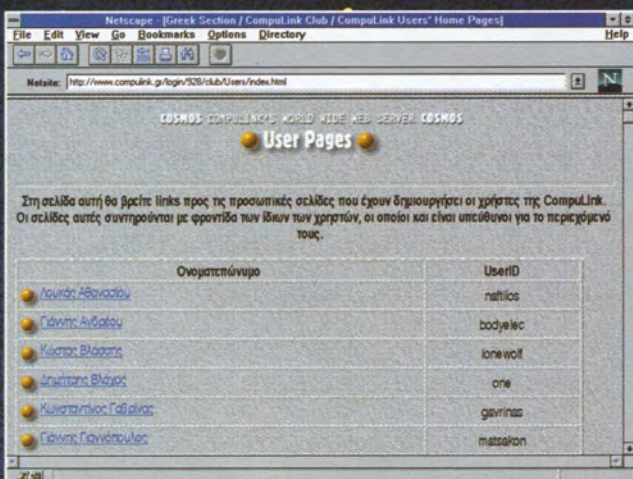 Netscape - [Greek Section / CompuLink Club / CompuLink Users' Home Pages]
File Edit View Go Bookmarks Options Directory Help
Netsite: http://www.compulink.gr/login/928/club/Users/index.html
N
COSMOS COMPULINK'S WORLD WIDE WEB SERVER COSMOS
User Pages
Στη σελίδα αυτή θα βρείτε links προς τις προσωπικές σελίδες που έχουν δημιουργήσει οι χρήστες της CompuLink.
Οι σελίδες αυτές συντηρούνται με φροντίδα των ίδιων των χρηστών, οι οποίοι και είναι υπεύθυνοι για το περιεχόμενό
τους.
Ονοματεπώνυμο UserID
Λουκάς Αθανασίου naftilos
Γιάννης Ανδρέου bodyelec
Κώστας Βλάσσης lonewolf
Δημήτρης Βλάχος one
Κωνσταντίνος Γαβρίνας gavrinas
Γιάννης Γιαννόπουλος matsakon